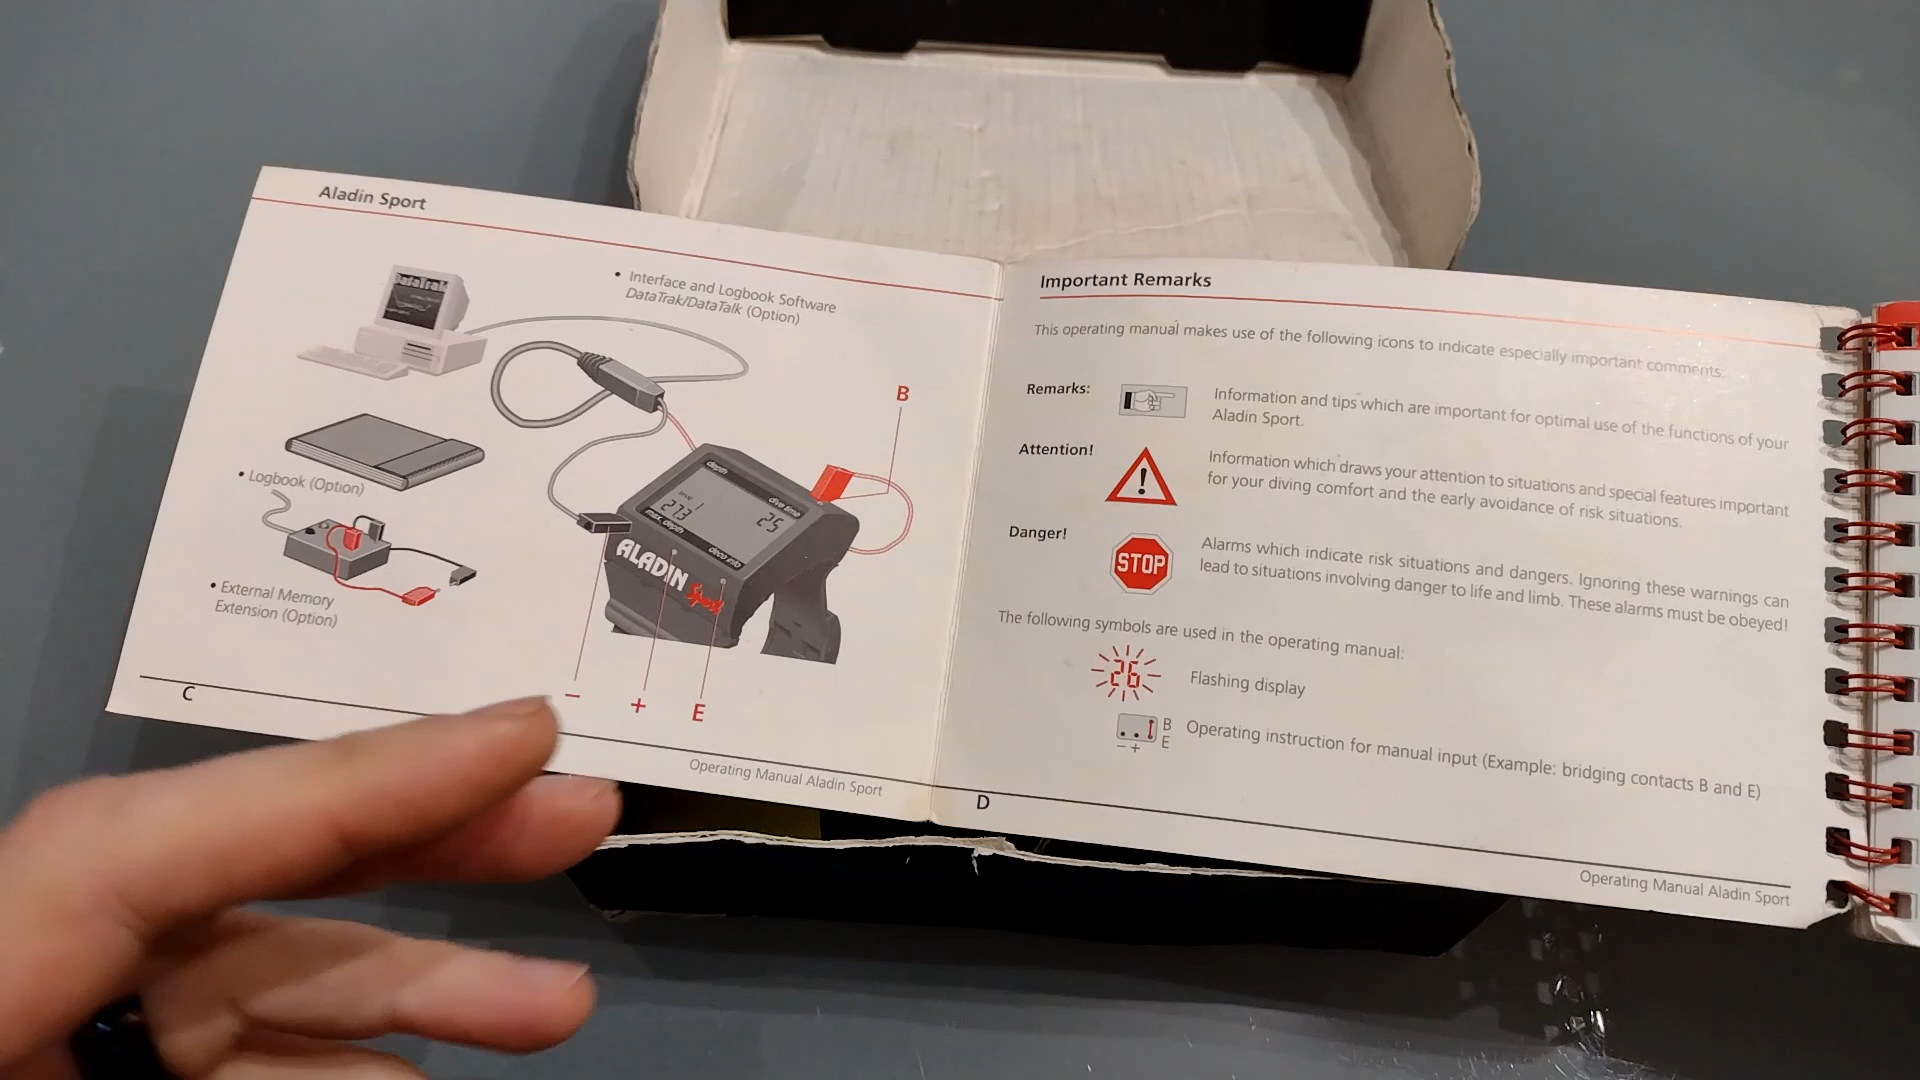 Aladin Sport
• Interface and Logbook Software
DataTrak/DataTalk (Option)
DataTrak
B
depth
dive time
DIVE
27.3
25
max. depth
deco info
ALADIN Sport
• Logbook (Option)
• External Memory
Extension (Option)
–
+
E
C
Operating Manual Aladin Sport
Important Remarks
This operating manual makes use of the following icons to indicate especially important comments:
Remarks:
Information and tips which are important for optimal use of the functions of your
Aladin Sport.
Attention!
!
Information which draws your attention to situations and special features important
for your diving comfort and the early avoidance of risk situations.
Danger!
STOP
Alarms which indicate risk situations and dangers. Ignoring these warnings can
lead to situations involving danger to life and limb. These alarms must be obeyed!
The following symbols are used in the operating manual:
26
Flashing display
B
E
– +
Operating instruction for manual input (Example: bridging contacts B and E)
D
Operating Manual Aladin Sport